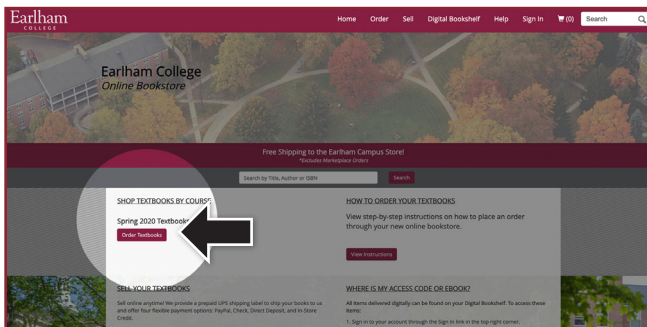 Earlham
COLLEGE
Home Order Sell Digital Bookshelf Help Sign In (0) Search
Earlham College
Online Bookstore
Free Shipping to the Earlham Campus Store!
*Excludes Marketplace Orders
Search by Title, Author or ISBN Search
SHOP TEXTBOOKS BY COURSE
Spring 2020 Textbooks
Order Textbooks
HOW TO ORDER YOUR TEXTBOOKS
View step-by-step instructions on how to place an order
through your new online bookstore.
View Instructions
SELL YOUR TEXTBOOKS
Sell online anytime! We provide a prepaid UPS shipping label to ship your books to us
and offer four flexible payment options: PayPal, Check, Direct Deposit, and In-Store
Credit.
WHERE IS MY ACCESS CODE OR EBOOK?
All items delivered digitally can be found on your Digital Bookshelf. To access these
items:
1. Sign in to your account through the Sign in link in the top right corner.